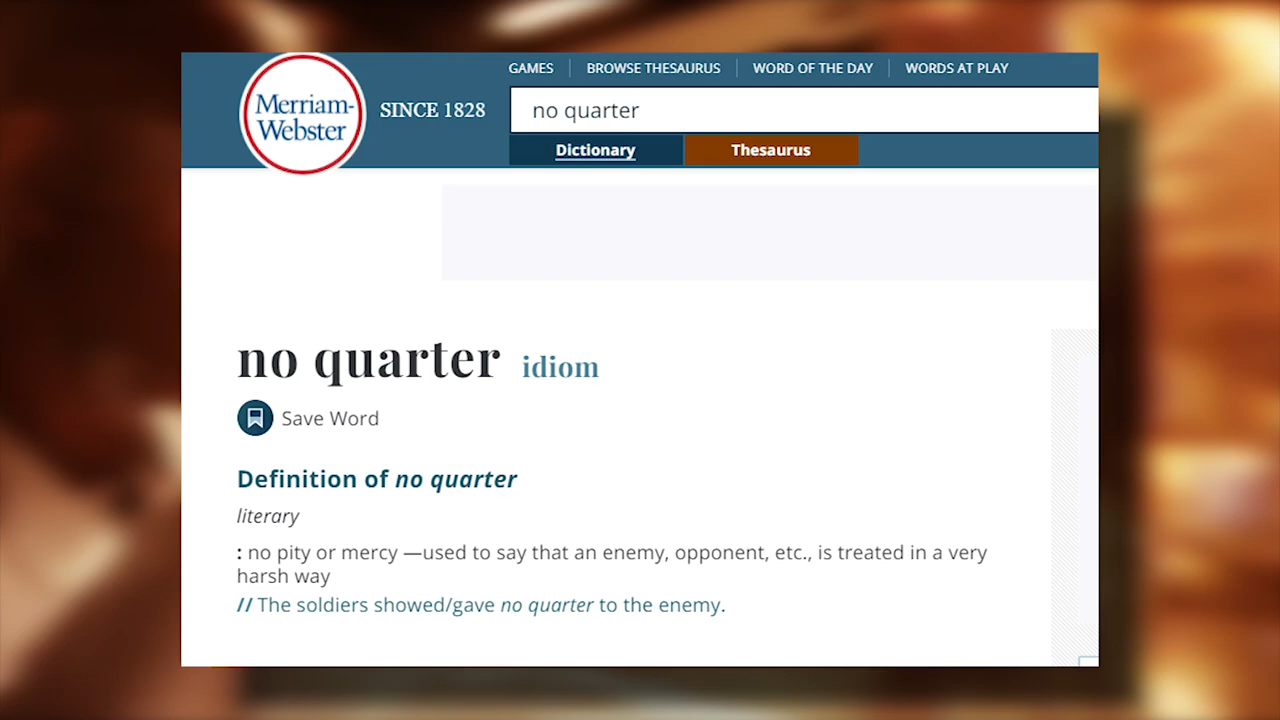 GAMES BROWSE THESAURUS WORD OF THE DAY WORDS AT PLAY
Merriam-
Webster
SINCE 1828
no quarter
Dictionary Thesaurus
no quarter idiom
Save Word
Definition of no quarter
literary
: no pity or mercy —used to say that an enemy, opponent, etc., is treated in a very
harsh way
// The soldiers showed/gave no quarter to the enemy.